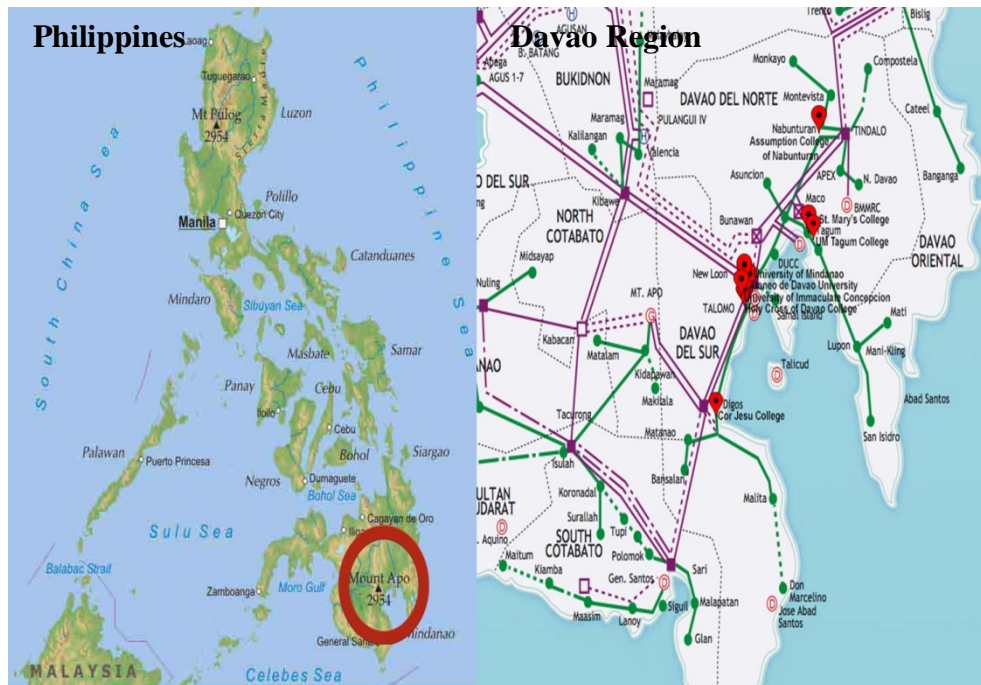 Philippines
Laoag
Tuguegarao
Mt Pulog
2954
Sierra Madre
Luzon
Philippine Sea
South China Sea
Polillo
Quezon City
Manila
Catanduanes
Mindaro
Sibuyan Sea
Masbate
Samar
Panay
Cebu
Iloilo
Cebu
Siargao
Palawan
Puerto Princesa
Bohol
Negros
Dumaguete
Bohol Sea
Cagayan de Oro
Sulu Sea
Balabac Strait
Zamboanga
Moro Gulf
Mount Apo
2954
Mindanao
MALAYSIA
Celebes Sea
Davao Region
AGUSAN
BATANG
AGUS 1-7
BUKIDNON
Maramag
PULANGUI IV
Maramag
Kalilangan
Valencia
DAVAO DEL NORTE
Monkayo
Montevista
Compostela
Bislig
Cateel
Nabunturan
Assumption College
of Nabunturan
TINDALO
Banganga
Asuncion
APEX
N. Davao
BMMRC
Maco
St. Mary's College
Tagum
UM Tagum College
DAVAO
ORIENTAL
DEL SUR
Kibawe
NORTH
COTABATO
Bunawan
DUCC
Midsayap
Nuling
New Loon
University of Mindanao
Ateneo de Davao University
University of Immaculate Concepcion
Holy Cross of Davao College
TALOMO
Samal Island
MT. APO
Kabacan
Matalam
DAVAO
DEL SUR
Kidapawan
Makilala
Talicud
Mati
Lupon
Mani-Kling
Abad Santos
San Isidro
Tacurong
Digos
Cor Jesu College
Matanao
Isulah
Bansalan
Koronadal
Surallah
Malita
Aquino
Tupi
SOUTH
COTABATO
Polomok
Maitum
Kiamba
Gen. Santos
Sari
Maasim
Lanoy
Siguil
Malapatan
Glan
Don
Marcelino
Jose Abad
Santos